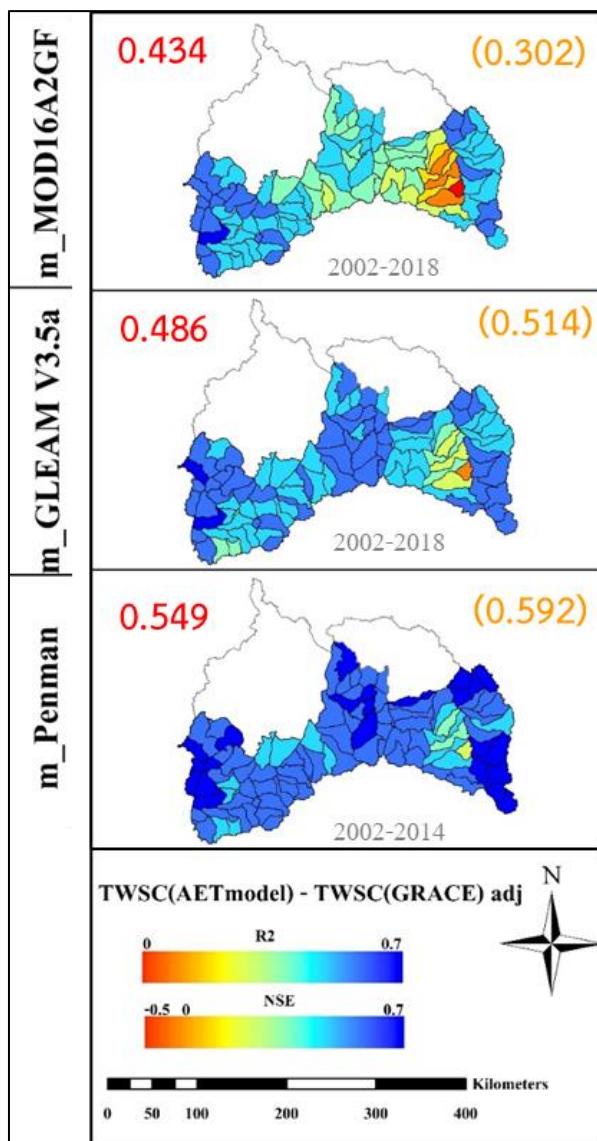 m_MOD16A2GF
0.434
(0.302)
2002-2018
m_GLEAM V3.5a
0.486
(0.514)
2002-2018
m_Penman
0.549
(0.592)
2002-2014
TWSC(AETmodel) - TWSC(GRACE) adj
N
R2
0 0.7
NSE
-0.5 0 0.7
Kilometers
0 50 100 200 300 400